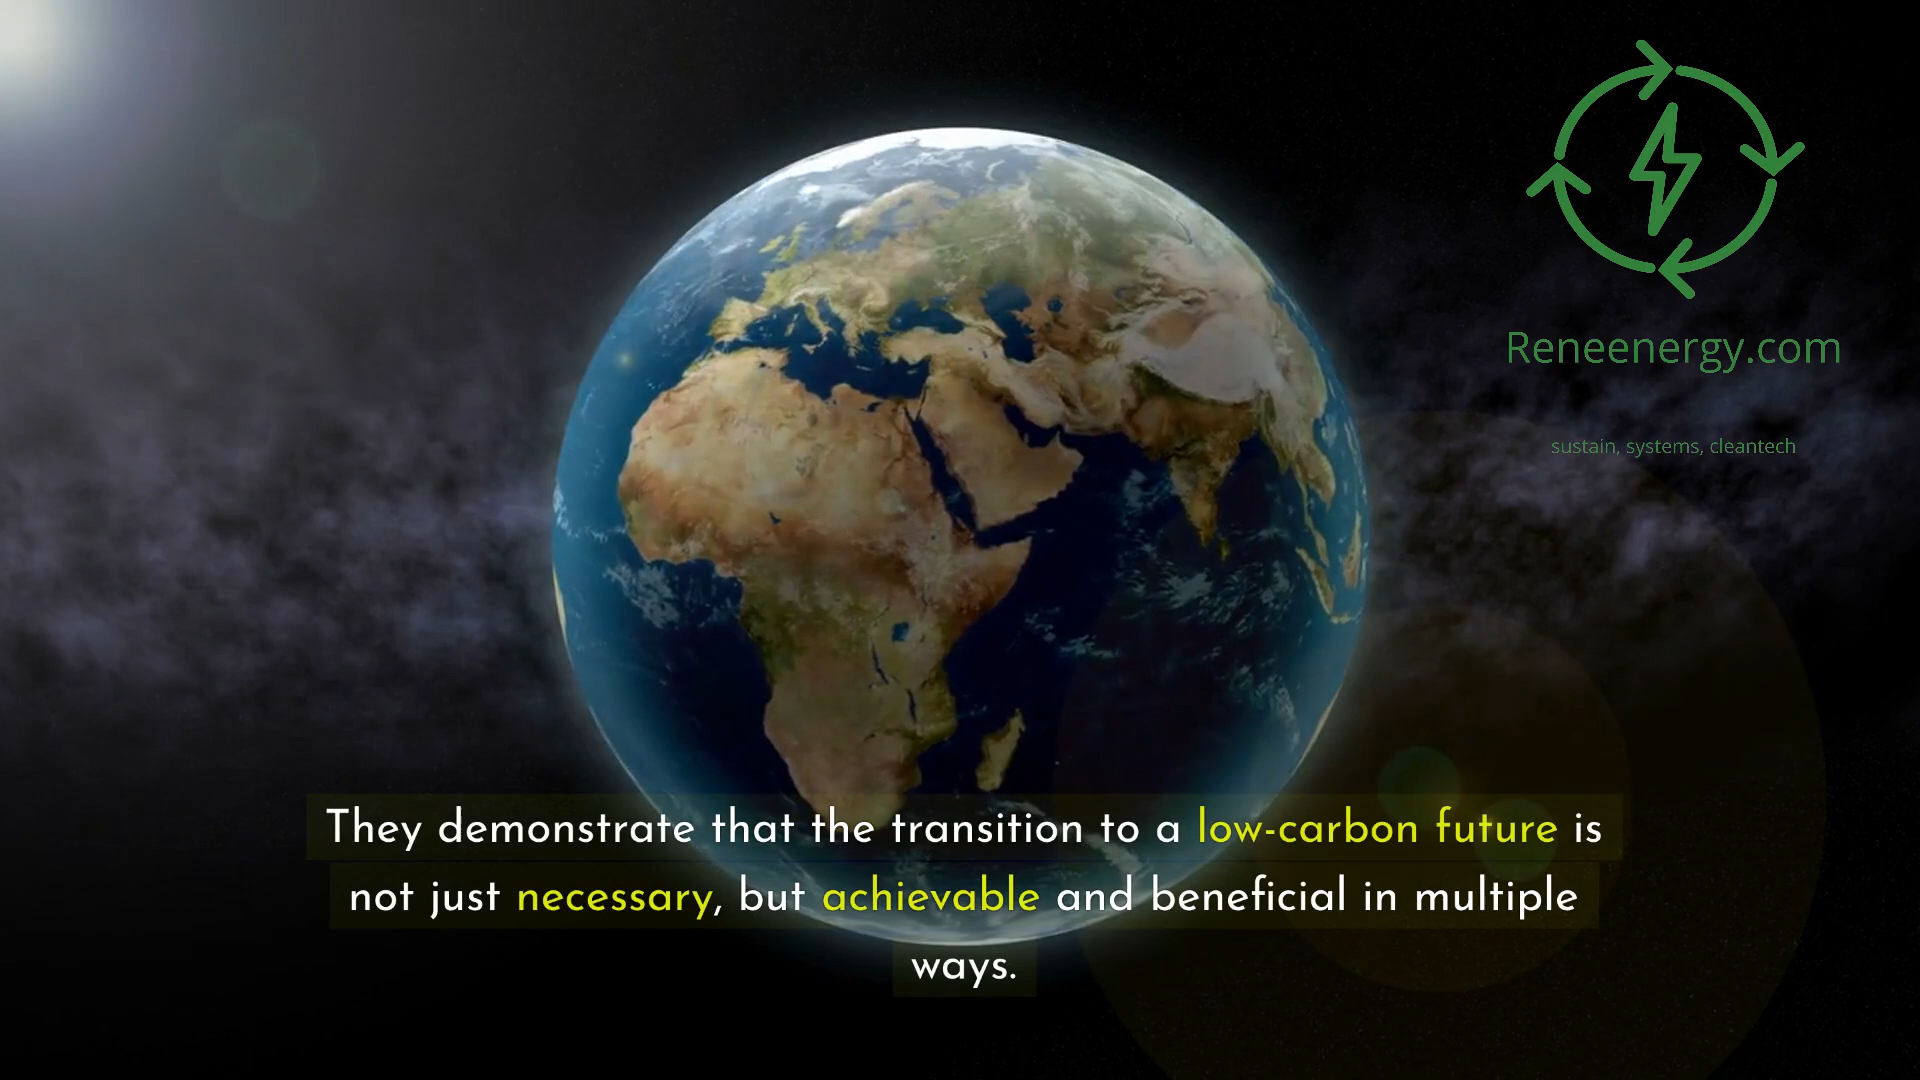 Reneenergy.com
sustain, systems, cleantech
They demonstrate that the transition to a low-carbon future is
not just necessary, but achievable and beneficial in multiple
ways.